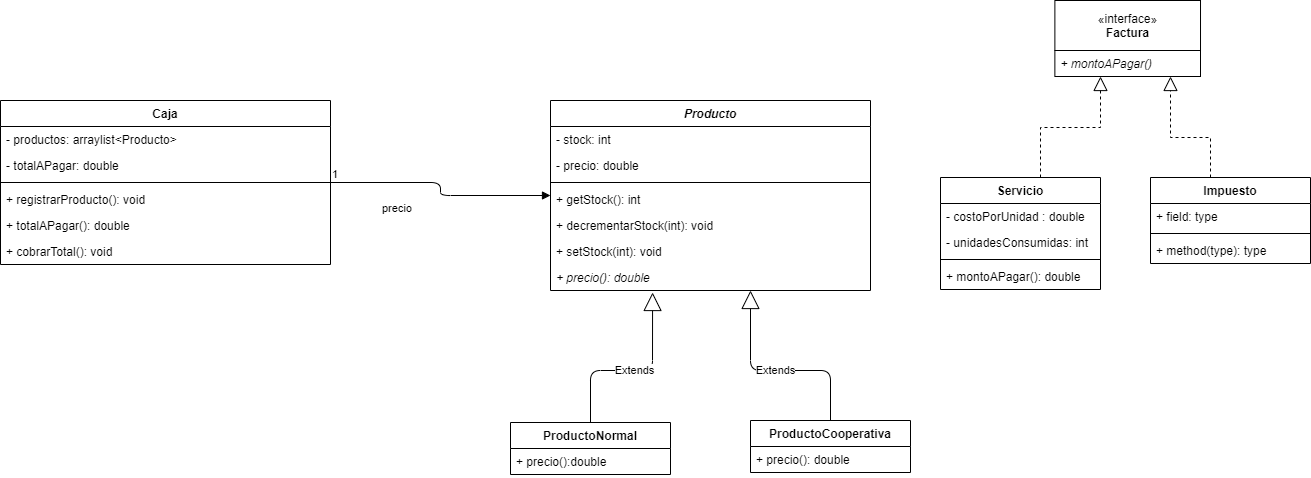 «interface»
Factura
+ montoAPagar()
Caja
- productos: arraylist<Producto>
- totalAPagar: double
+ registrarProducto(): void
+ totalAPagar(): double
+ cobrarTotal(): void
1
precio
Producto
- stock: int
- precio: double
+ getStock(): int
+ decrementarStock(int): void
+ setStock(int): void
+ precio(): double
Servicio
- costoPorUnidad : double
- unidadesConsumidas: int
+ montoAPagar(): double
Impuesto
+ field: type
+ method(type): type
Extends
Extends
ProductoNormal
+ precio():double
ProductoCooperativa
+ precio(): double